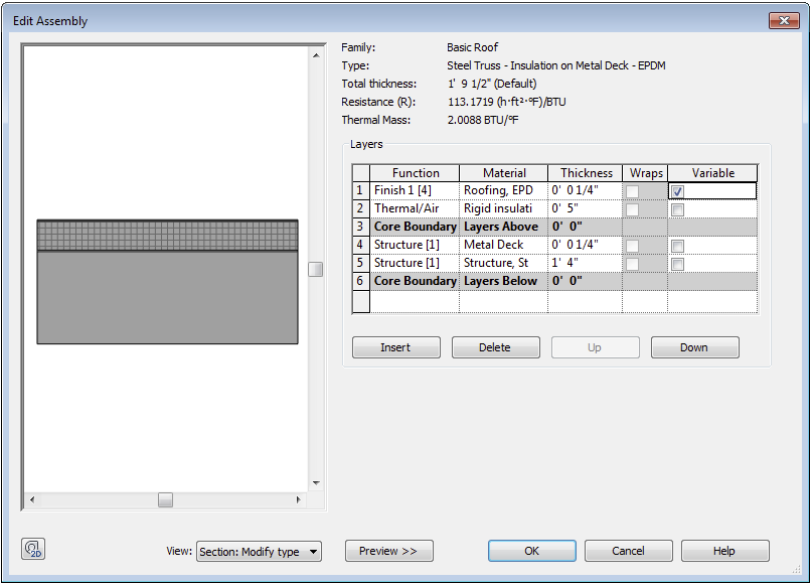 Edit Assembly
Family: Basic Roof
Type: Steel Truss - Insulation on Metal Deck - EPDM
Total thickness: 1' 9 1/2" (Default)
Resistance (R): 113.1719 (h·ft²·°F)/BTU
Thermal Mass: 2.0088 BTU/°F
Layers
Function Material Thickness Wraps Variable
1 Finish 1 [4] Roofing, EPD 0' 0 1/4"
2 Thermal/Air Rigid insulati 0' 5"
3 Core Boundary Layers Above 0' 0"
4 Structure [1] Metal Deck 0' 0 1/4"
5 Structure [1] Structure, St 1' 4"
6 Core Boundary Layers Below 0' 0"
Insert Delete Up Down
2D View: Section: Modify type Preview >> OK Cancel Help